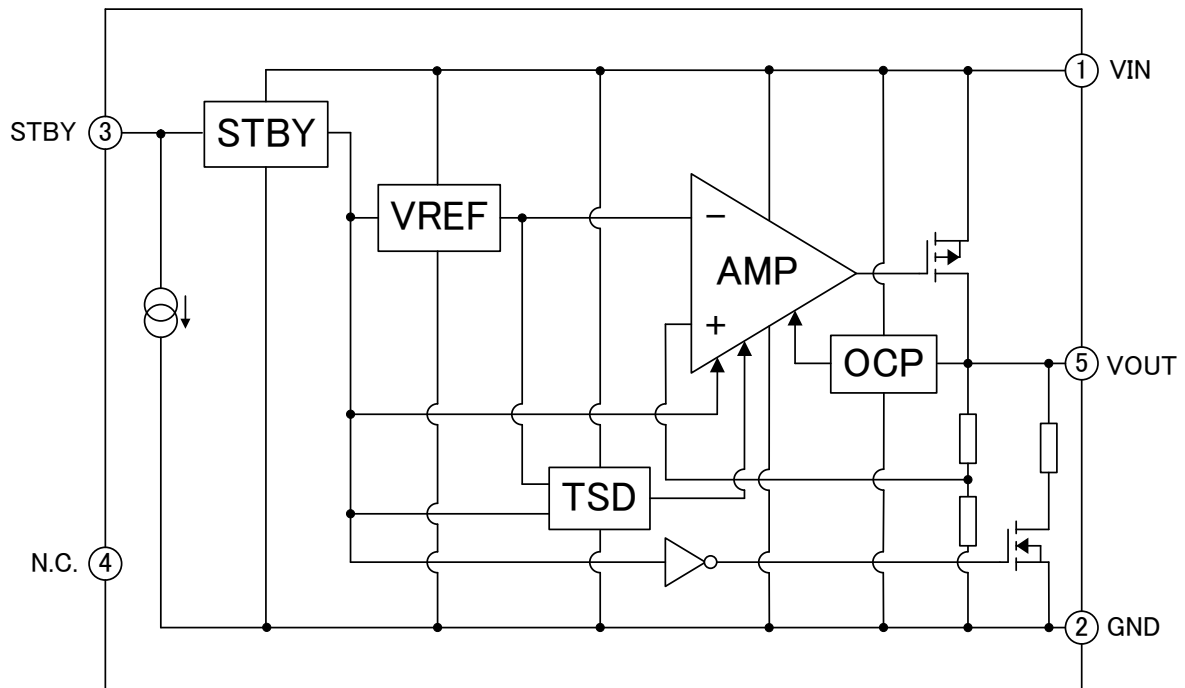 1 VIN
STBY 3 STBY
VREF
−
AMP
+
OCP
5 VOUT
TSD
N.C. 4
2 GND